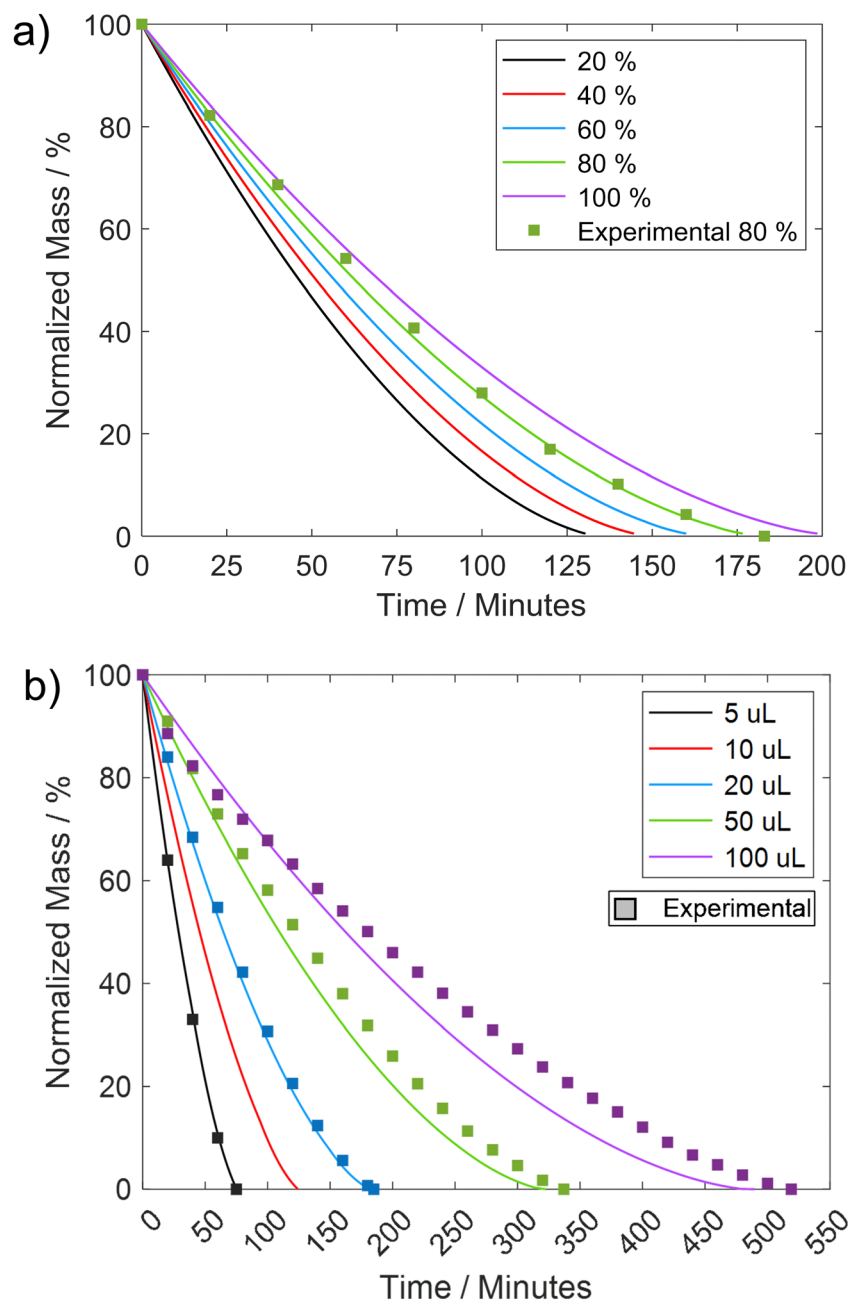 a)
100
80
60
40
20
0
Normalized Mass / %
20 %
40 %
60 %
80 %
100 %
Experimental 80 %
0 25 50 75 100 125 150 175 200
Time / Minutes
b)
100
80
60
40
20
0
Normalized Mass / %
5 uL
10 uL
20 uL
50 uL
100 uL
Experimental
0 50 100 150 200 250 300 350 400 450 500 550
Time / Minutes